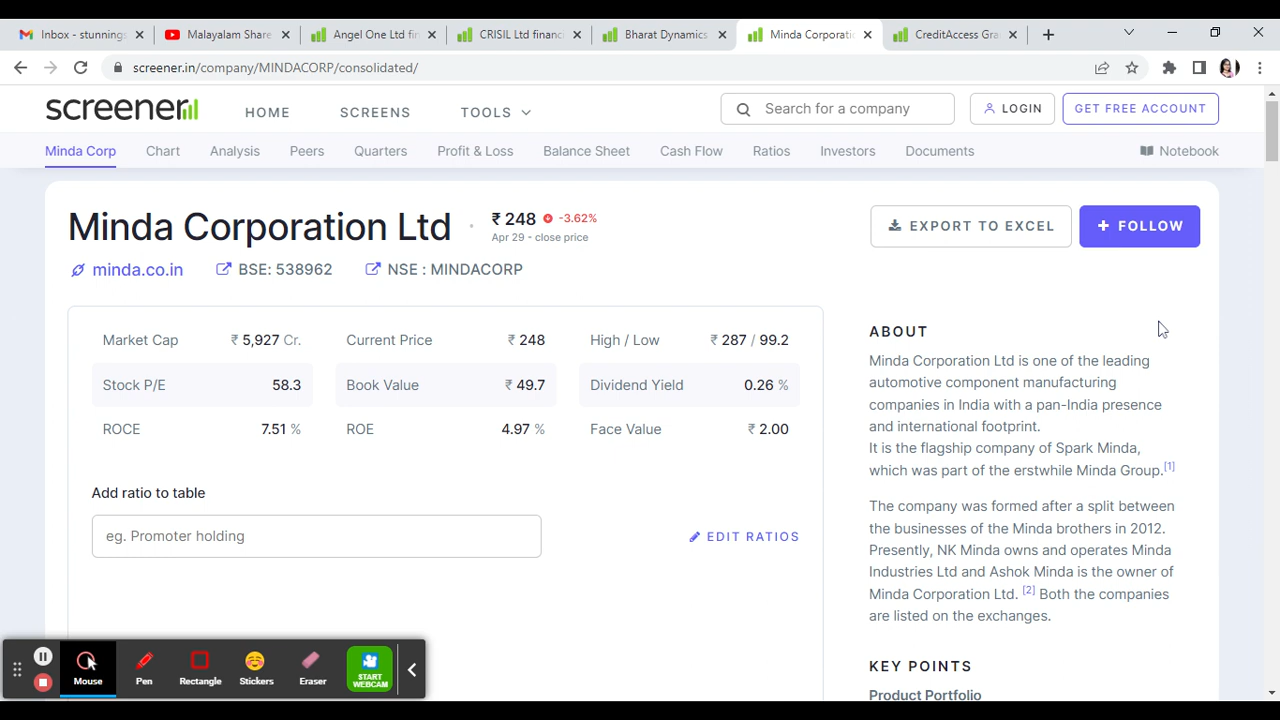 Inbox - stunnings
Malayalam Share
Angel One Ltd fin
CRISIL Ltd financ
Bharat Dynamics
Minda Corporati
CreditAccess Gra
screener.in/company/MINDACORP/consolidated/
screener
HOME
SCREENS
TOOLS
Search for a company
LOGIN
GET FREE ACCOUNT
Minda Corp
Chart
Analysis
Peers
Quarters
Profit & Loss
Balance Sheet
Cash Flow
Ratios
Investors
Documents
Notebook
Minda Corporation Ltd
₹ 248 -3.62%
Apr 29 - close price
EXPORT TO EXCEL
FOLLOW
minda.co.in
BSE: 538962
NSE : MINDACORP
Market Cap ₹ 5,927 Cr.
Current Price ₹ 248
High / Low ₹ 287 / 99.2
Stock P/E 58.3
Book Value ₹ 49.7
Dividend Yield 0.26 %
ROCE 7.51 %
ROE 4.97 %
Face Value ₹ 2.00
Add ratio to table
eg. Promoter holding
EDIT RATIOS
ABOUT
Minda Corporation Ltd is one of the leading
automotive component manufacturing
companies in India with a pan-India presence
and international footprint.
It is the flagship company of Spark Minda,
which was part of the erstwhile Minda Group.[1]
The company was formed after a split between
the businesses of the Minda brothers in 2012.
Presently, NK Minda owns and operates Minda
Industries Ltd and Ashok Minda is the owner of
Minda Corporation Ltd. [2] Both the companies
are listed on the exchanges.
KEY POINTS
Product Portfolio
Mouse
Pen
Rectangle
Stickers
Eraser
START
WEBCAM